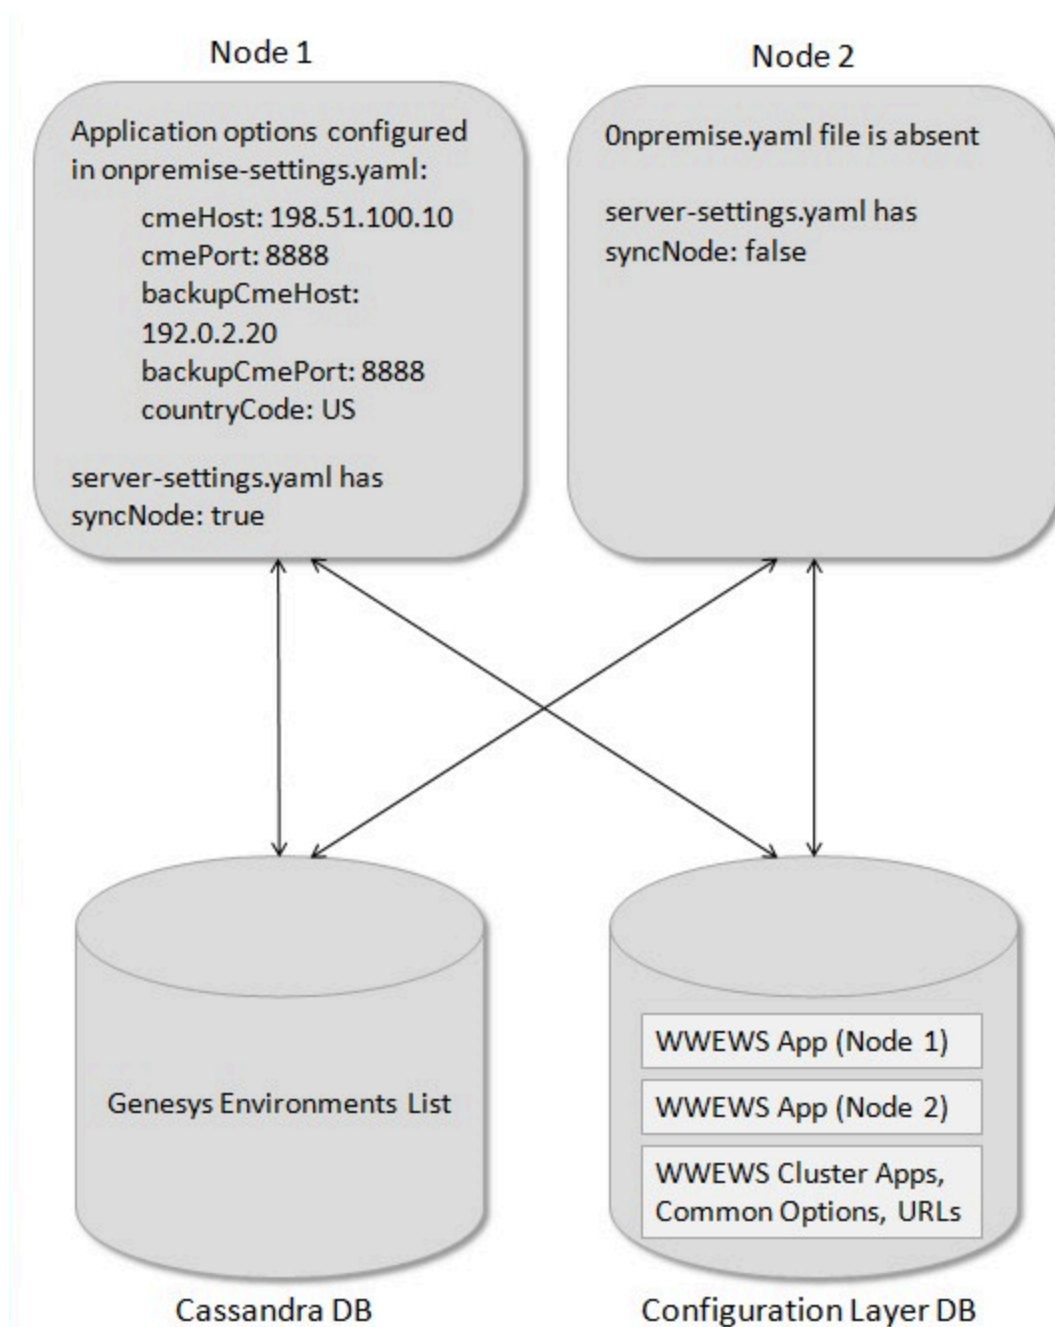 Node 1
Application options configured
in onpremise-settings.yaml:
cmeHost: 198.51.100.10
cmePort: 8888
backupCmeHost:
192.0.2.20
backupCmePort: 8888
countryCode: US
server-settings.yaml has
syncNode: true
Node 2
0npremise.yaml file is absent
server-settings.yaml has
syncNode: false
Genesys Environments List
Cassandra DB
WWEWS App (Node 1)
WWEWS App (Node 2)
WWEWS Cluster Apps,
Common Options, URLs
Configuration Layer DB